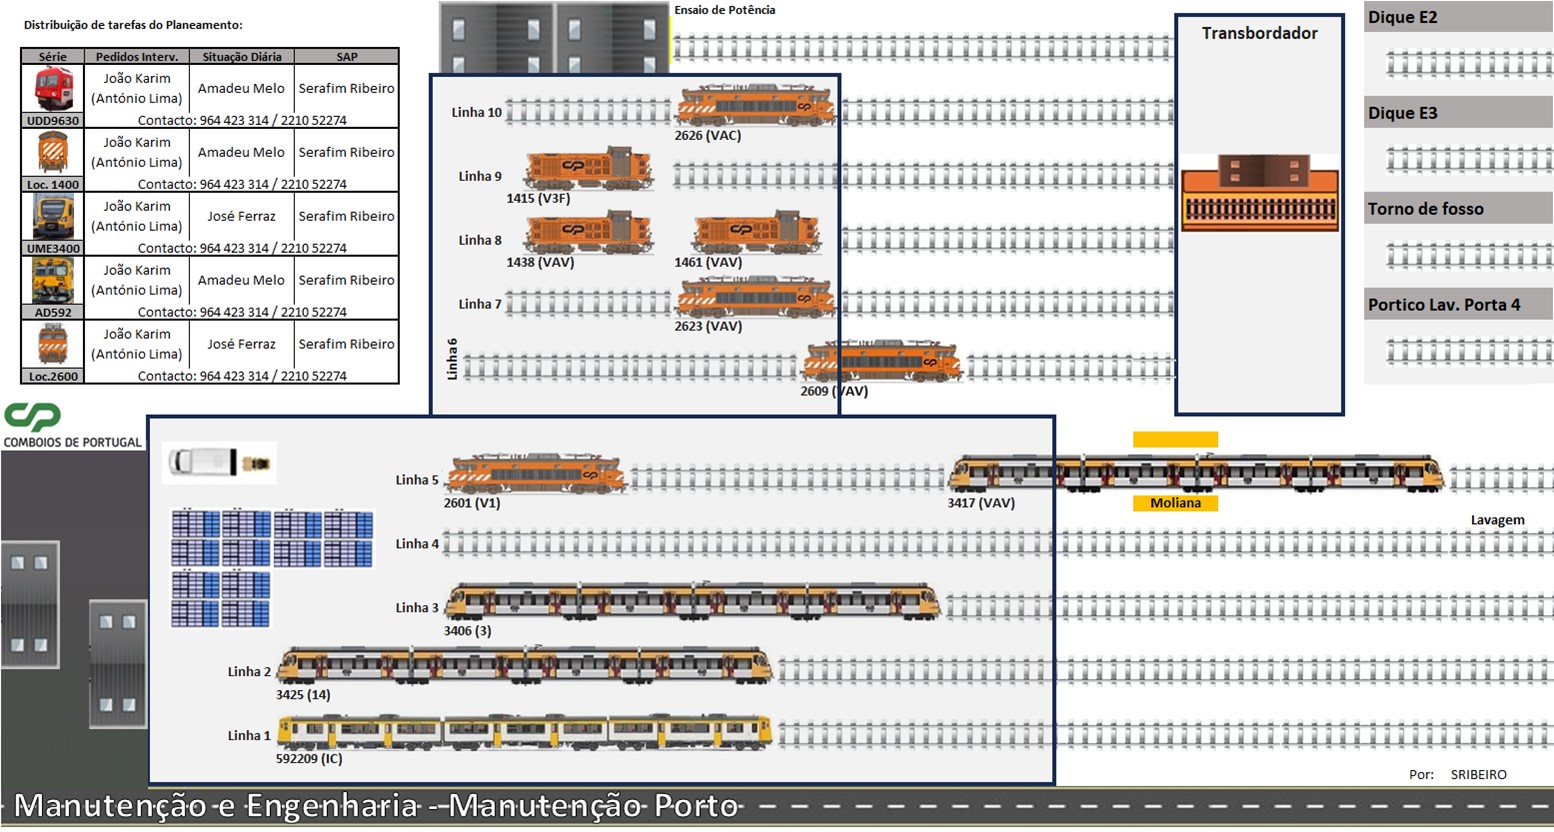 Distribuição de tarefas do Planeamento:
Série Pedidos Interv. Situação Diária SAP
UDD9630 João Karim (António Lima) Amadeu Melo Serafim Ribeiro
Contacto: 964 423 314 / 2210 52274
Loc. 1400 João Karim (António Lima) Amadeu Melo Serafim Ribeiro
Contacto: 964 423 314 / 2210 52274
UME3400 João Karim (António Lima) José Ferraz Serafim Ribeiro
Contacto: 964 423 314 / 2210 52274
AD592 João Karim (António Lima) Amadeu Melo Serafim Ribeiro
Contacto: 964 423 314 / 2210 52274
Loc.2600 João Karim (António Lima) José Ferraz Serafim Ribeiro
Contacto: 964 423 314 / 2210 52274
CP
COMBOIOS DE PORTUGAL
Ensaio de Potência
Linha 10
2626 (VAC)
Linha 9
1415 (V3F)
Linha 8
1438 (VAV)
1461 (VAV)
Linha 7
2623 (VAV)
Linha 6
2609 (VAV)
Transbordador
Dique E2
Dique E3
Torno de fosso
Portico Lav. Porta 4
Linha 5
2601 (V1)
3417 (VAV)
Moliana
Lavagem
Linha 4
Linha 3
3406 (3)
Linha 2
3425 (14)
Linha 1
592209 (IC)
Por: SRIBEIRO
Manutenção e Engenharia - Manutenção Porto